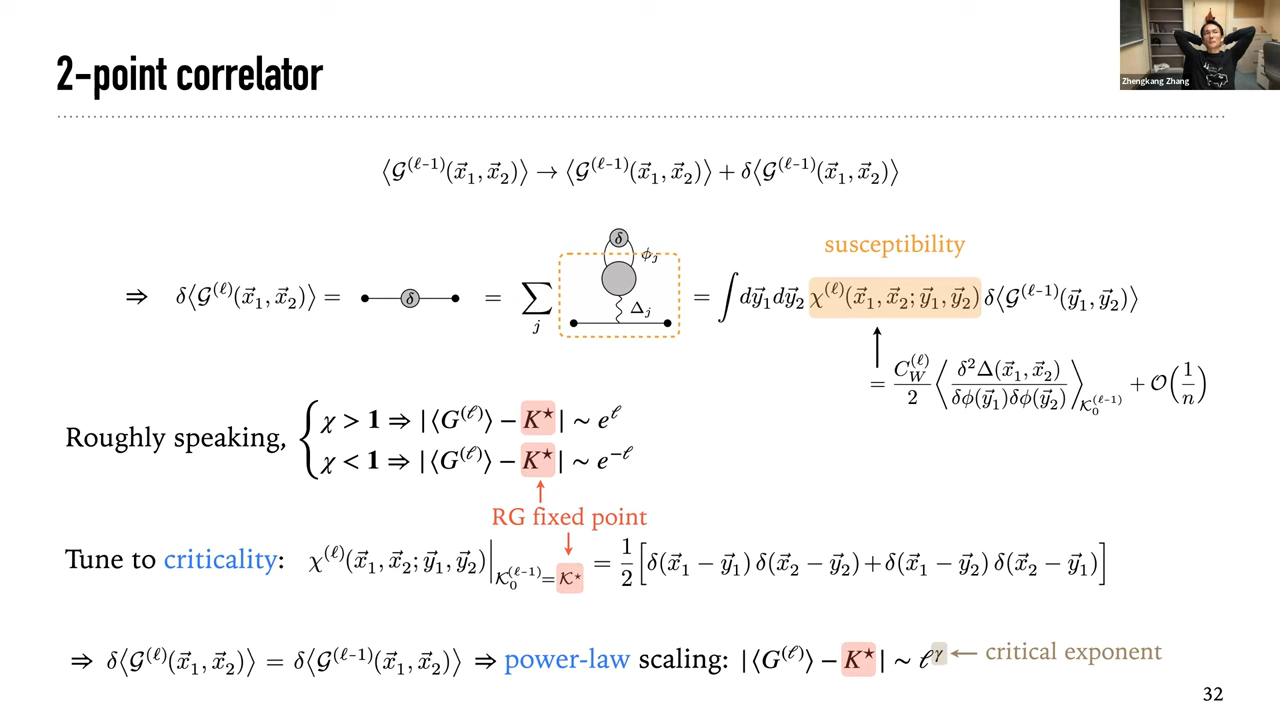 2-point correlator
Zhengkang Zhang
⟨𝒢^(ℓ-1)(x⃗₁, x⃗₂)⟩ → ⟨𝒢^(ℓ-1)(x⃗₁, x⃗₂)⟩ + δ⟨𝒢^(ℓ-1)(x⃗₁, x⃗₂)⟩
susceptibility
⇒ δ⟨𝒢^(ℓ)(x⃗₁, x⃗₂)⟩ = δ = ∑_j δ φ_j Δ_j = ∫dy⃗₁dy⃗₂ χ^(ℓ)(x⃗₁, x⃗₂; y⃗₁, y⃗₂) δ⟨𝒢^(ℓ-1)(y⃗₁, y⃗₂)⟩
= C_W^(ℓ)/2 ⟨δ²Δ(x⃗₁, x⃗₂)/δφ(y⃗₁)δφ(y⃗₂)⟩_{𝒦₀^(ℓ-1)} + 𝒪(1/n)
Roughly speaking, { χ > 1 ⇒ |⟨G^(ℓ)⟩ − K^⋆| ∼ e^ℓ
χ < 1 ⇒ |⟨G^(ℓ)⟩ − K^⋆| ∼ e^−ℓ
RG fixed point
Tune to criticality: χ^(ℓ)(x⃗₁, x⃗₂; y⃗₁, y⃗₂)|_{𝒦₀^(ℓ-1)=𝒦^⋆} = 1/2 [δ(x⃗₁ − y⃗₁) δ(x⃗₂ − y⃗₂) + δ(x⃗₁ − y⃗₂) δ(x⃗₂ − y⃗₁)]
⇒ δ⟨𝒢^(ℓ)(x⃗₁, x⃗₂)⟩ = δ⟨𝒢^(ℓ-1)(x⃗₁, x⃗₂)⟩ ⇒ power-law scaling: |⟨G^(ℓ)⟩ − K^⋆| ∼ ℓ^γ ← critical exponent
32